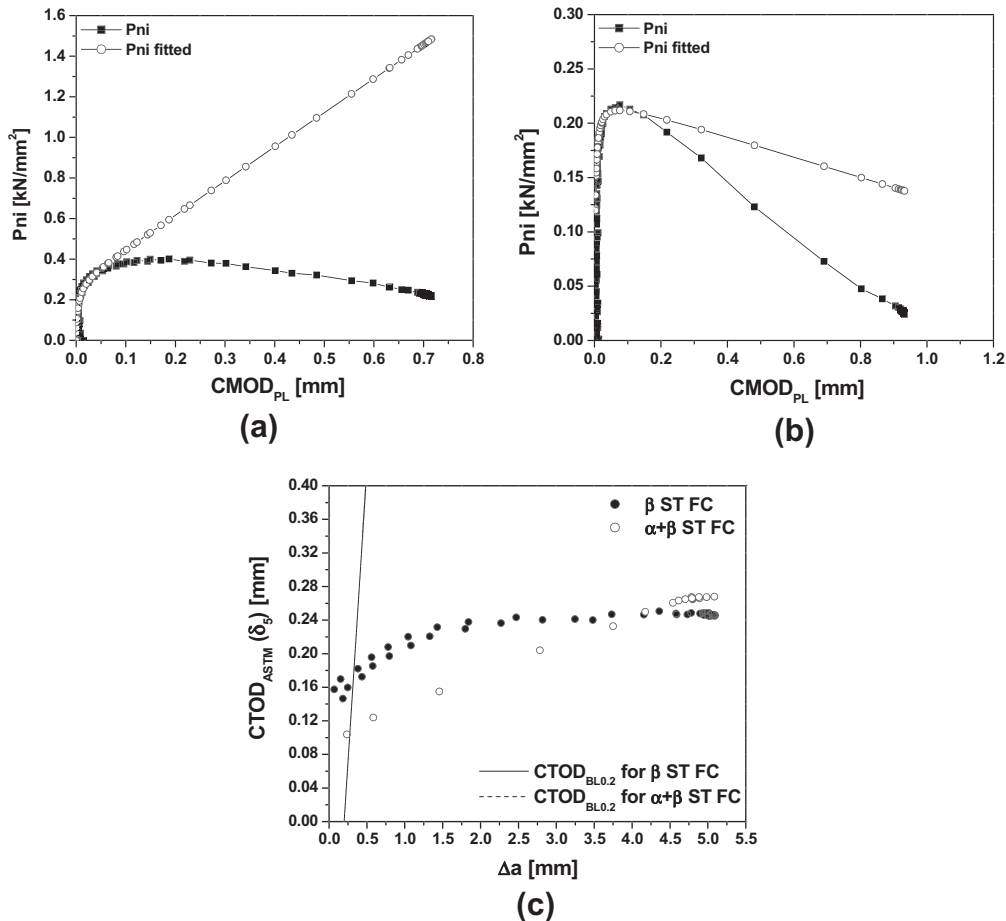 Pni
Pni fitted
1.6
1.4
1.2
1.0
0.8
0.6
0.4
0.2
0.0
Pni [kN/mm²]
0.0 0.1 0.2 0.3 0.4 0.5 0.6 0.7 0.8
CMOD_PL [mm]
(a)
Pni
Pni fitted
0.30
0.25
0.20
0.15
0.10
0.05
0.00
Pni [kN/mm²]
0.0 0.2 0.4 0.6 0.8 1.0 1.2
CMOD_PL [mm]
(b)
β ST FC
α+β ST FC
0.40
0.36
0.32
0.28
0.24
0.20
0.16
0.12
0.08
0.04
0.00
CTOD_ASTM (δ₅) [mm]
CTOD_BL0.2 for β ST FC
CTOD_BL0.2 for α+β ST FC
0.0 0.5 1.0 1.5 2.0 2.5 3.0 3.5 4.0 4.5 5.0 5.5
Δa [mm]
(c)